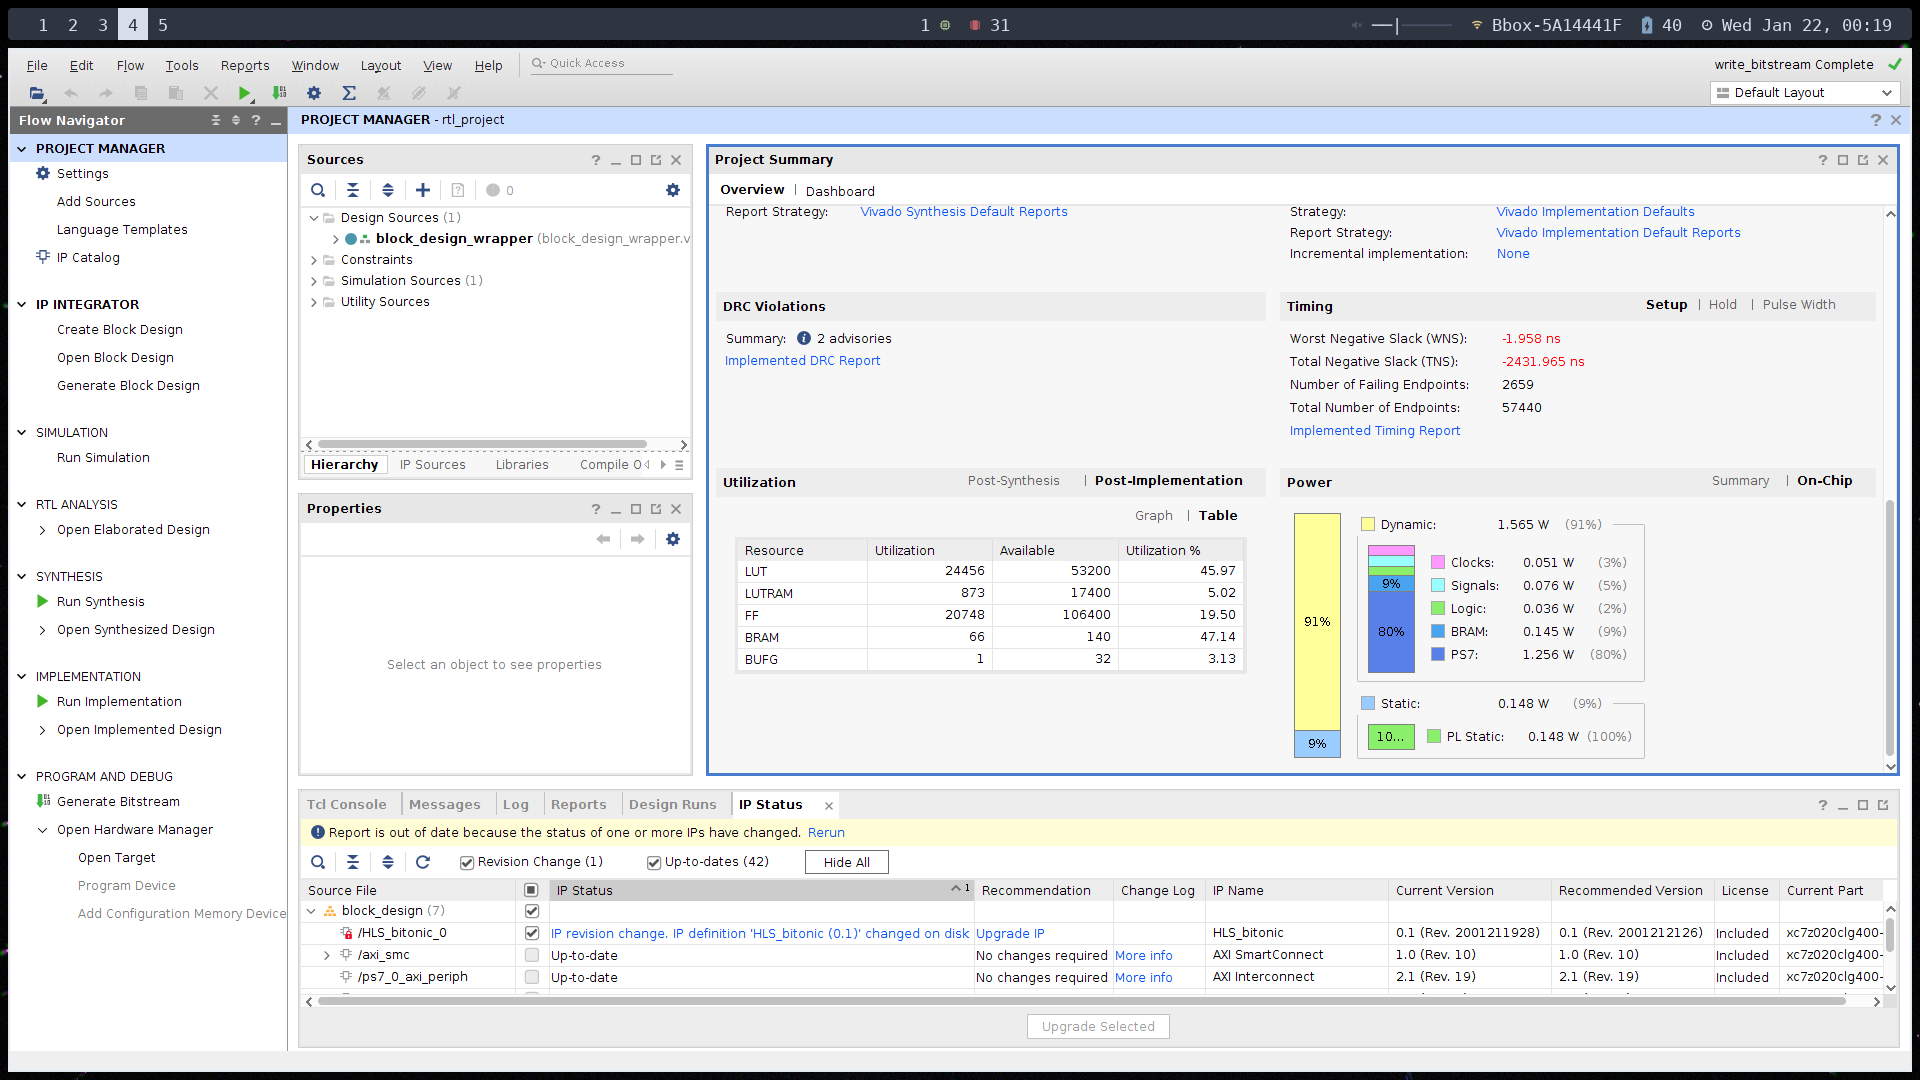 1 2 3 4 5 1 31 Bbox-5A14441F 40 Wed Jan 22, 00:19
File Edit Flow Tools Reports Window Layout View Help Quick Access write_bitstream Complete
Default Layout
Flow Navigator
PROJECT MANAGER
Settings
Add Sources
Language Templates
IP Catalog
IP INTEGRATOR
Create Block Design
Open Block Design
Generate Block Design
SIMULATION
Run Simulation
RTL ANALYSIS
Open Elaborated Design
SYNTHESIS
Run Synthesis
Open Synthesized Design
IMPLEMENTATION
Run Implementation
Open Implemented Design
PROGRAM AND DEBUG
Generate Bitstream
Open Hardware Manager
Open Target
Program Device
Add Configuration Memory Device
PROJECT MANAGER - rtl_project
Sources
0
Design Sources (1)
block_design_wrapper (block_design_wrapper.v
Constraints
Simulation Sources (1)
Utility Sources
Hierarchy IP Sources Libraries Compile O
Properties
Select an object to see properties
Project Summary
Overview | Dashboard
Report Strategy: Vivado Synthesis Default Reports
Strategy: Vivado Implementation Defaults
Report Strategy: Vivado Implementation Default Reports
Incremental implementation: None
DRC Violations
Summary: 2 advisories
Implemented DRC Report
Timing Setup | Hold | Pulse Width
Worst Negative Slack (WNS): -1.958 ns
Total Negative Slack (TNS): -2431.965 ns
Number of Failing Endpoints: 2659
Total Number of Endpoints: 57440
Implemented Timing Report
Utilization Post-Synthesis | Post-Implementation
Graph | Table
Resource Utilization Available Utilization %
LUT 24456 53200 45.97
LUTRAM 873 17400 5.02
FF 20748 106400 19.50
BRAM 66 140 47.14
BUFG 1 32 3.13
Power Summary | On-Chip
91%
9%
Dynamic: 1.565 W (91%)
9%
80%
Clocks: 0.051 W (3%)
Signals: 0.076 W (5%)
Logic: 0.036 W (2%)
BRAM: 0.145 W (9%)
PS7: 1.256 W (80%)
Static: 0.148 W (9%)
10... PL Static: 0.148 W (100%)
Tcl Console Messages Log Reports Design Runs IP Status
Report is out of date because the status of one or more IPs have changed. Rerun
Revision Change (1) Up-to-dates (42) Hide All
Source File IP Status 1 Recommendation Change Log IP Name Current Version Recommended Version License Current Part
block_design (7)
/HLS_bitonic_0 IP revision change. IP definition 'HLS_bitonic (0.1)' changed on disk Upgrade IP HLS_bitonic 0.1 (Rev. 2001211928) 0.1 (Rev. 2001212126) Included xc7z020clg400-
/axi_smc Up-to-date No changes required More info AXI SmartConnect 1.0 (Rev. 10) 1.0 (Rev. 10) Included xc7z020clg400-
/ps7_0_axi_periph Up-to-date No changes required More info AXI Interconnect 2.1 (Rev. 19) 2.1 (Rev. 19) Included xc7z020clg400-
Upgrade Selected